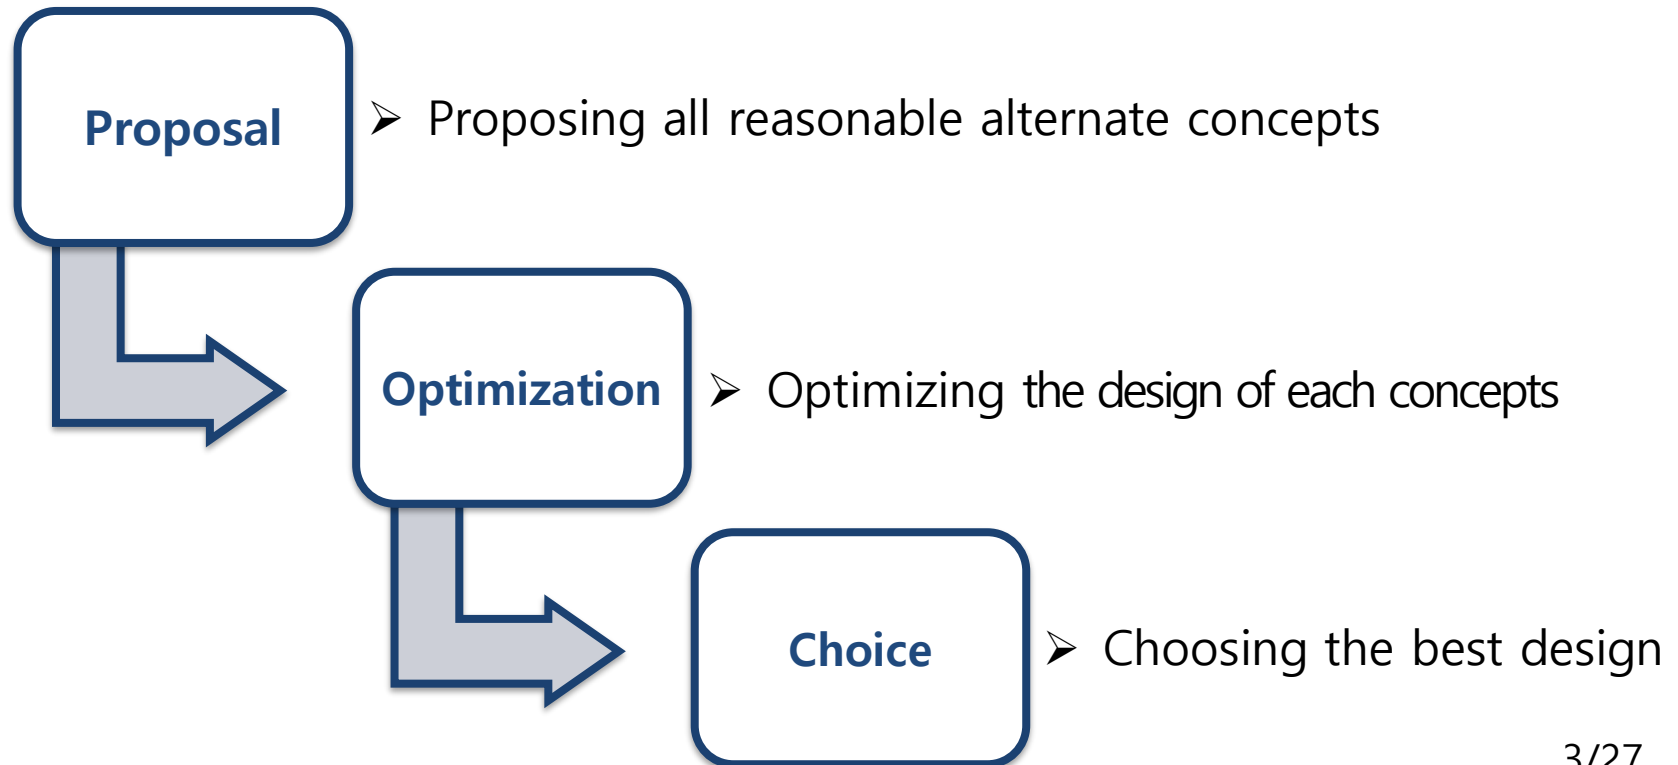 Proposal
➢ Proposing all reasonable alternate concepts
Optimization
➢ Optimizing the design of each concepts
Choice
➢ Choosing the best design
3/27